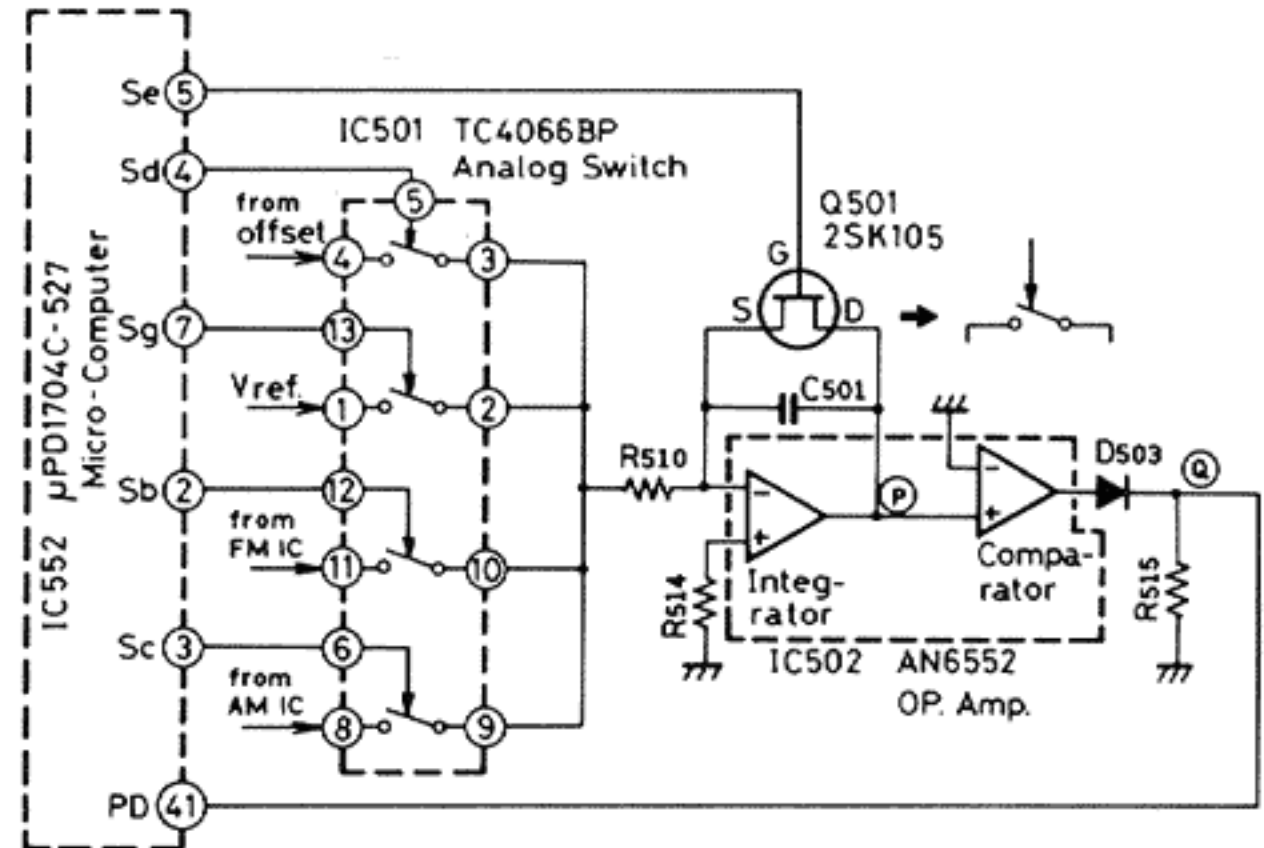 Se 5
IC501 TC4066BP
Analog Switch
Sd 4
5
from
offset
4
3
Q501
2SK105
G
S D
Sg 7
13
Vref.
1
2
C501
IC552 μPD1704C-527
Micro-Computer
R510
D503
Q
Sb 2
12
P
from
FM IC
11
10
−
+
−
+
Integ-
rator
Compa-
rator
R514
R515
Sc 3
6
IC502 AN6552
OP. Amp.
from
AM IC
8
9
PD 41